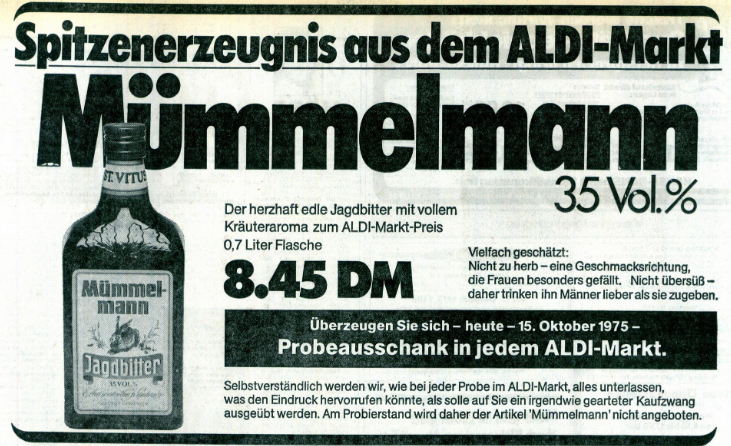 Spitzenerzeugnis aus dem ALDI-Markt
Mümmelmann
35 Vol.%
ST. VITUS
Der herzhaft edle Jagdbitter mit vollem
Kräuteraroma zum ALDI-Markt-Preis
0,7 Liter Flasche
8.45 DM
Vielfach geschätzt:
Nicht zu herb – eine Geschmacksrichtung,
die Frauen besonders gefällt. Nicht übersüß –
daher trinken ihn Männer lieber als sie zugeben.
Mümmel-
mann
Jagdbitter
35 VOL%
Überzeugen Sie sich – heute – 15. Oktober 1975 –
Probeausschank in jedem ALDI-Markt.
Selbstverständlich werden wir, wie bei jeder Probe im ALDI-Markt, alles unterlassen,
was den Eindruck hervorrufen könnte, als solle auf Sie ein irgendwie gearteter Kaufzwang
ausgeübt werden. Am Probierstand wird daher der Artikel 'Mümmelmann' nicht angeboten.